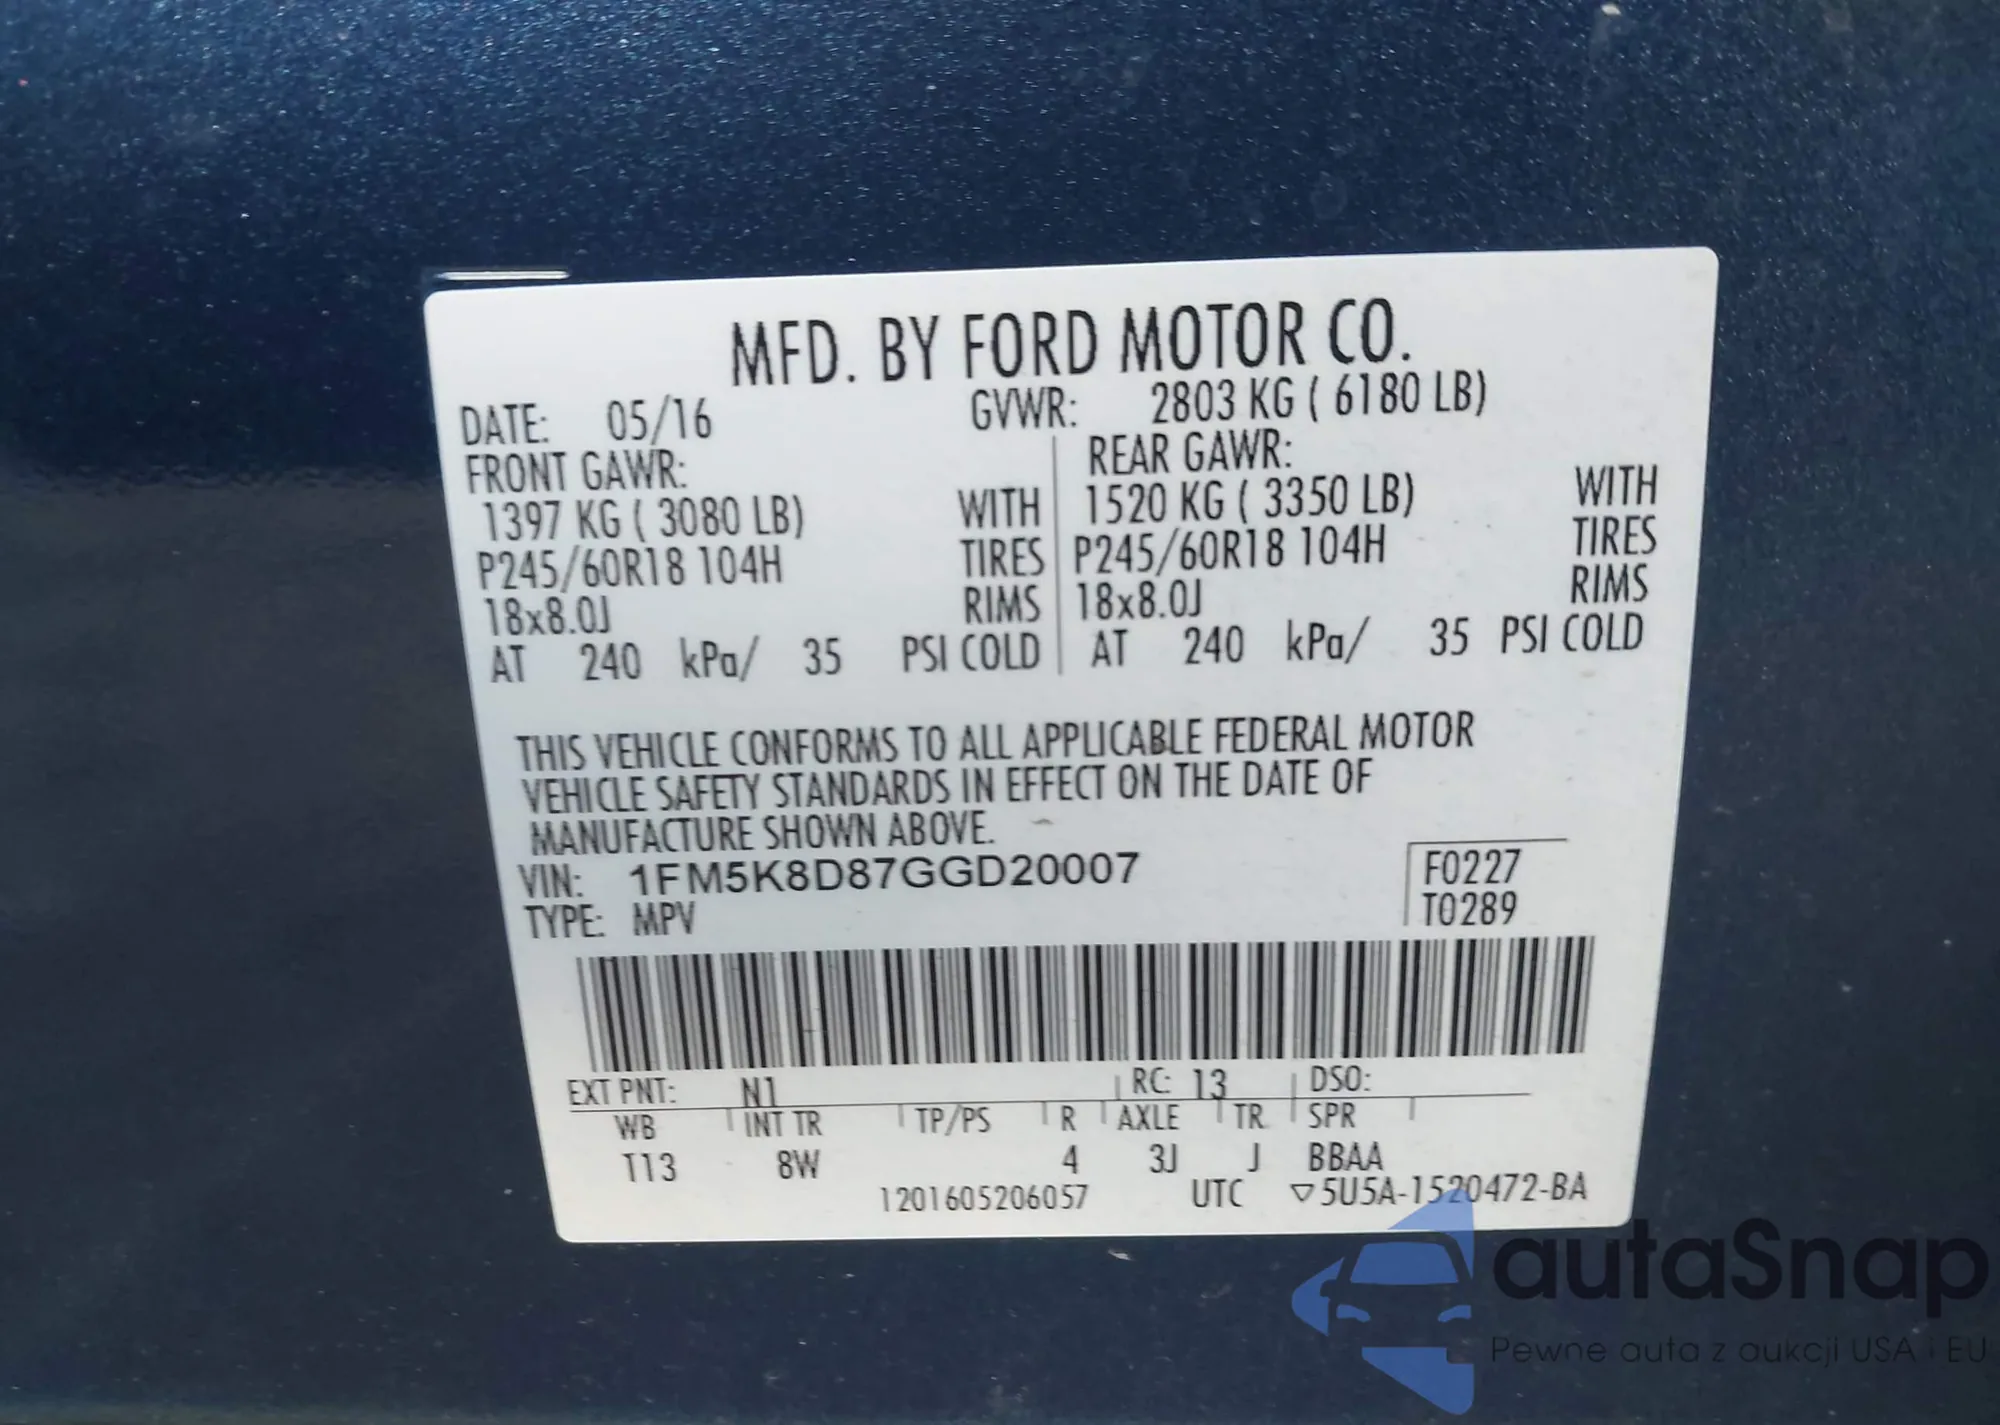 MFD. BY FORD MOTOR CO.
DATE: 05/16 GVWR: 2803 KG ( 6180 LB)
FRONT GAWR: REAR GAWR:
1397 KG ( 3080 LB) WITH 1520 KG ( 3350 LB) WITH
P245/60R18 104H TIRES P245/60R18 104H TIRES
18x8.0J RIMS 18x8.0J RIMS
AT 240 kPa/ 35 PSI COLD AT 240 kPa/ 35 PSI COLD
THIS VEHICLE CONFORMS TO ALL APPLICABLE FEDERAL MOTOR
VEHICLE SAFETY STANDARDS IN EFFECT ON THE DATE OF
MANUFACTURE SHOWN ABOVE.
VIN: 1FM5K8D87GGD20007 F0227
TYPE: MPV T0289
EXT PNT: N1 RC: 13 DSO:
WB INT TR TP/PS R AXLE TR SPR
T13 8W 4 3J J BBAA
1201605206057 UTC ▽5U5A-1520472-BA
autaSnap
Pewne auta z aukcji USA i EU